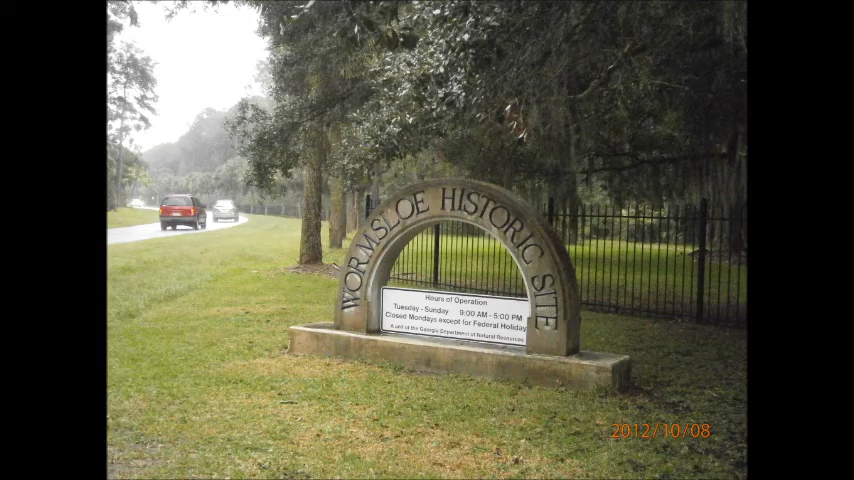 WORMSLOE HISTORIC SITE
Hours of Operation
Tuesday - Sunday 9:00 AM - 5:00 PM
Closed Mondays except for Federal Holiday
A unit of the Georgia Department of Natural Resources
2012/10/08